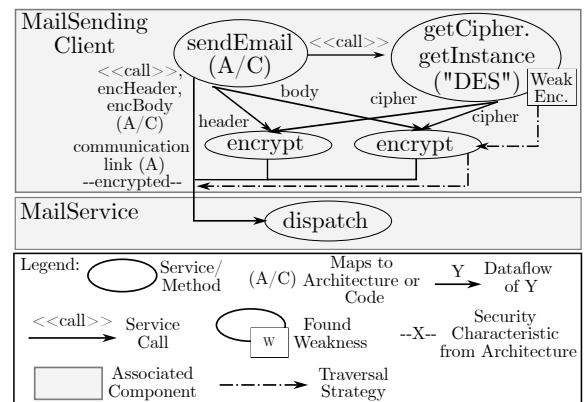 MailSending
Client
sendEmail
(A/C)
<<call>>
getCipher.
getInstance
("DES")
Weak
Enc.
<<call>>,
encHeader,
encBody
(A/C)
communication
link (A)
--encrypted--
body
cipher
cipher
header
encrypt
encrypt
MailService
dispatch
Legend:
Service/
Method
(A/C)
Maps to
Architecture or
Code
Y
Dataflow
of Y
<<call>>
Service
Call
W
Found
Weakness
--X--
Security
Characteristic
from Architecture
Associated
Component
Traversal
Strategy